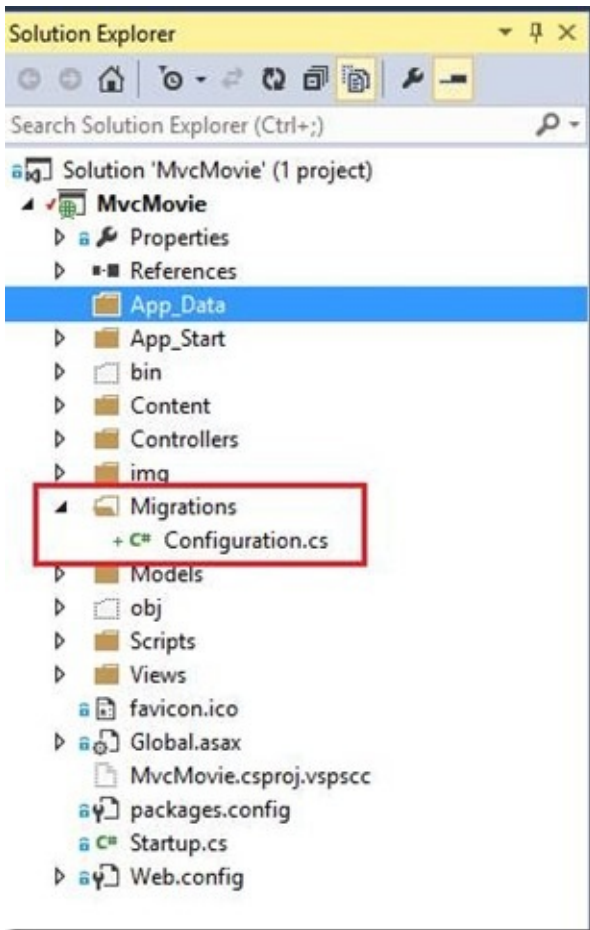 Solution Explorer
Search Solution Explorer (Ctrl+;)
Solution 'MvcMovie' (1 project)
MvcMovie
Properties
References
App_Data
App_Start
bin
Content
Controllers
img
Migrations
C# Configuration.cs
Models
obj
Scripts
Views
favicon.ico
Global.asax
MvcMovie.csproj.vspscc
packages.config
C# Startup.cs
Web.config